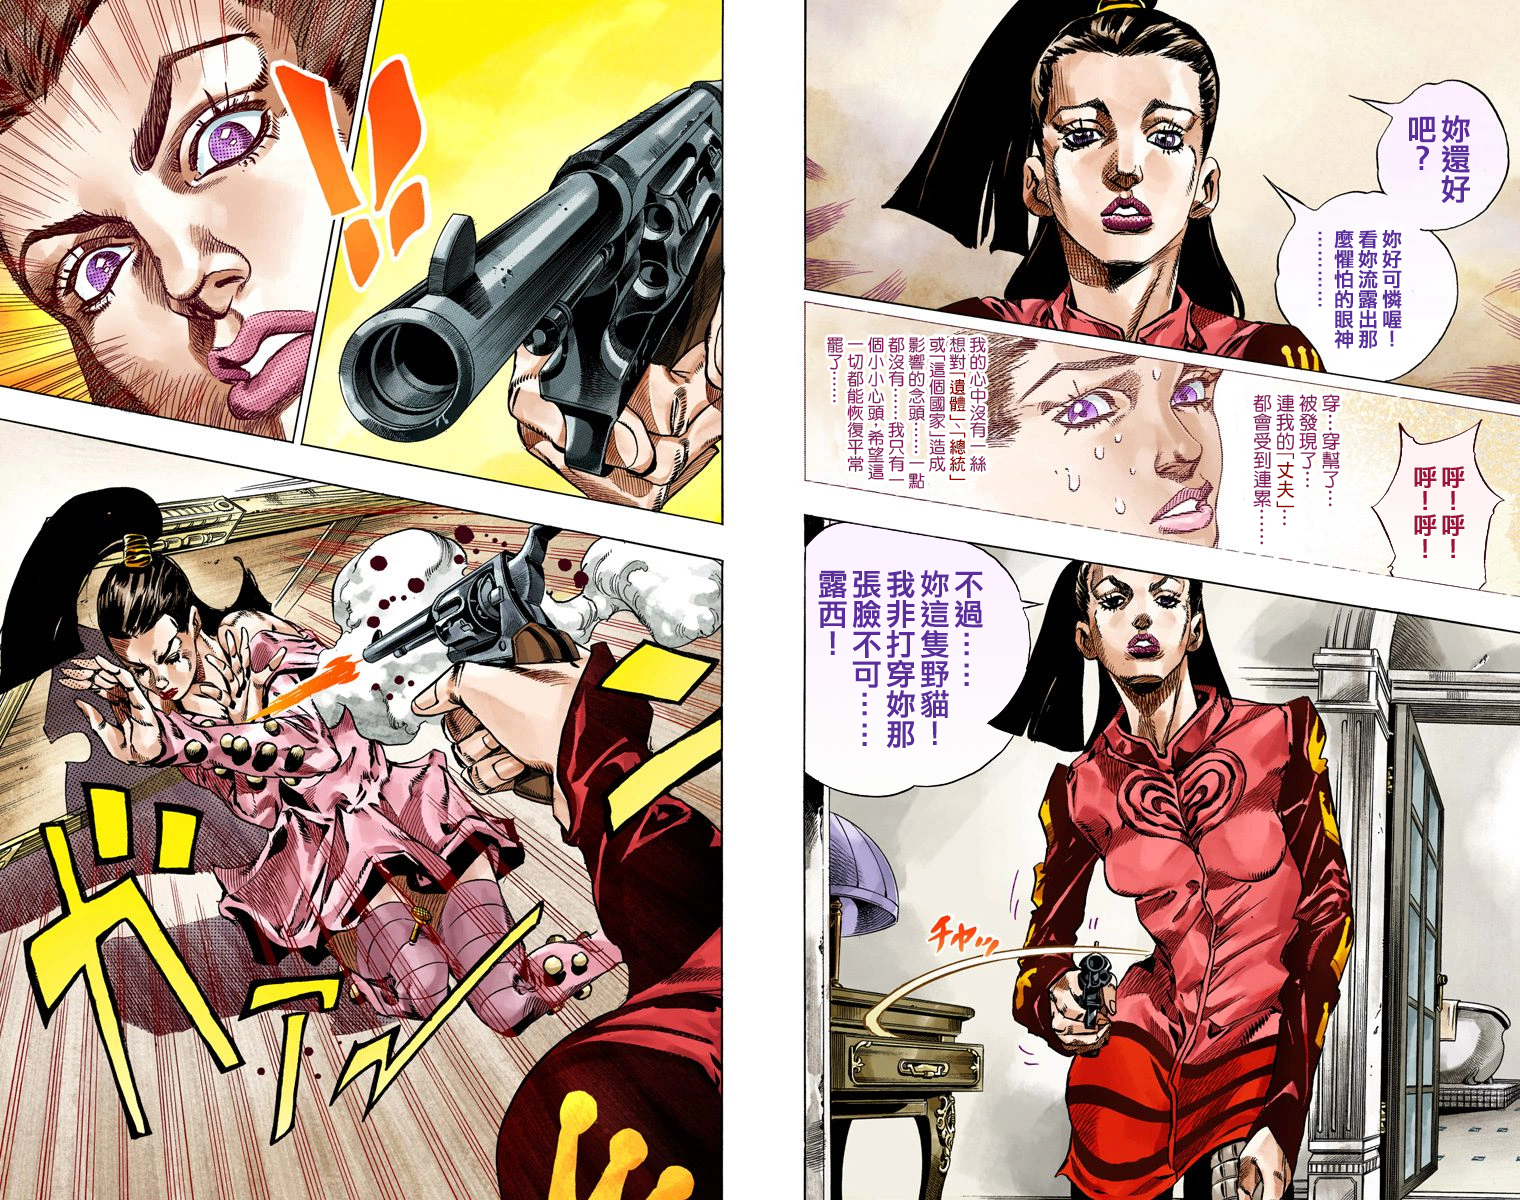 妳還好
吧？
妳好可憐喔！
看妳流露出那
麼懼怕的眼神
…………
呼！呼！
呼！呼！
穿…穿幫了…
被發現了…
連我的「丈夫」…
都會受到連累……
我的心中沒有一絲
想對「遺體」、「總統」
或「這個國家」造成
影響的念頭……一點
都沒有……我只有一
個小小心頭，希望這
一切都能恢復平常
罷了……
不過……
妳這隻野貓！
我非打穿妳那
張臉不可……
露西！
チャッ
!!
ガァーン